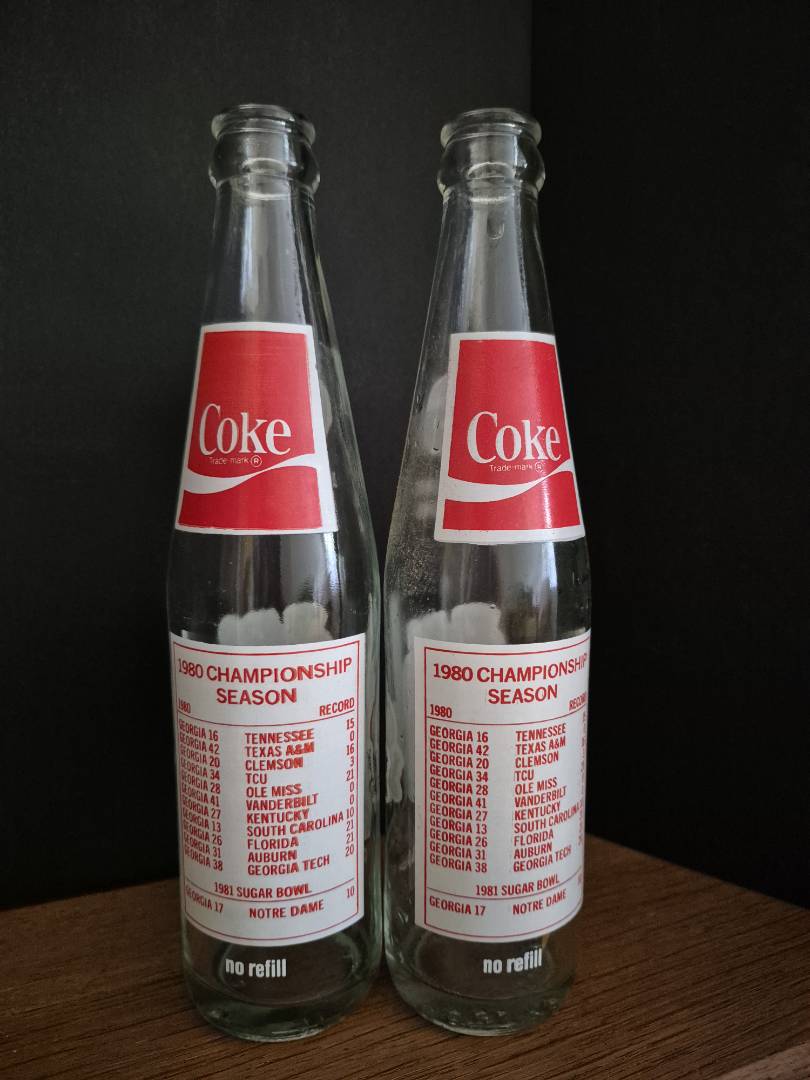 Coke
Trade-mark ®
1980 CHAMPIONSHIP
SEASON
1980 RECORD
GEORGIA 16 TENNESSEE 15
GEORGIA 42 TEXAS A&M 0
GEORGIA 20 CLEMSON 16
GEORGIA 34 TCU 3
GEORGIA 28 OLE MISS 21
GEORGIA 41 VANDERBILT 0
GEORGIA 27 KENTUCKY 0
GEORGIA 13 SOUTH CAROLINA 10
GEORGIA 26 FLORIDA 21
GEORGIA 31 AUBURN 21
GEORGIA 38 GEORGIA TECH 20
1981 SUGAR BOWL
GEORGIA 17 NOTRE DAME 10
no refill
Coke
Trade-mark ®
1980 CHAMPIONSHIP
SEASON
1980 RECORD
GEORGIA 16 TENNESSEE
GEORGIA 42 TEXAS A&M
GEORGIA 20 CLEMSON
GEORGIA 34 TCU
GEORGIA 28 OLE MISS
GEORGIA 41 VANDERBILT
GEORGIA 27 KENTUCKY
GEORGIA 13 SOUTH CAROLINA
GEORGIA 26 FLORIDA
GEORGIA 31 AUBURN
GEORGIA 38 GEORGIA TECH
1981 SUGAR BOWL
GEORGIA 17 NOTRE DAME
no refill